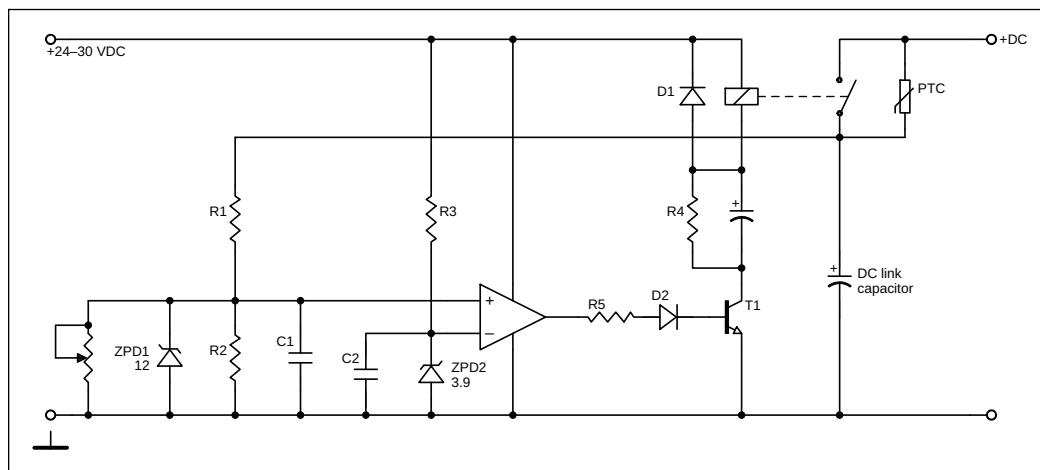 +24–30 VDC
+DC
D1
PTC
R1
R3
R4
+
+
DC link
capacitor
T1
D2
R5
+
–
C1
ZPD1
12
R2
C2
ZPD2
3.9